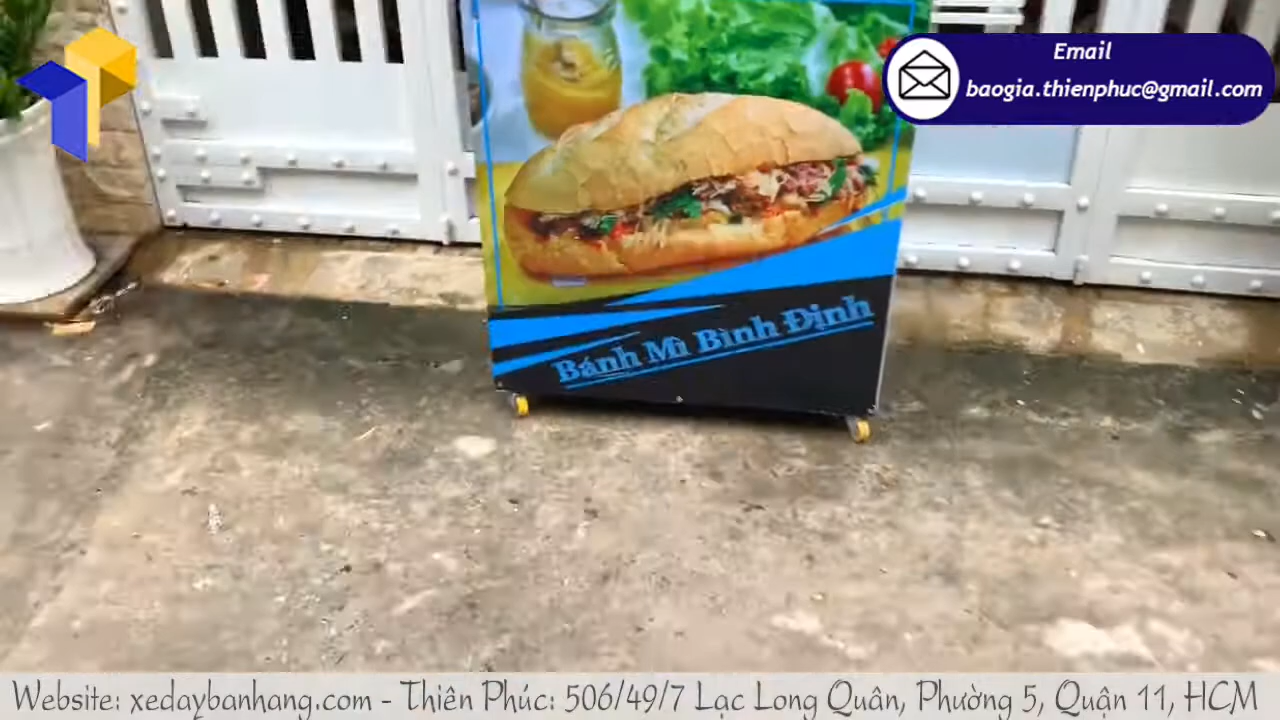 Email
baogia.thienphuc@gmail.com
Bánh Mì Bình Định
Website: xedaybanhang.com - Thiên Phúc: 506/49/7 Lạc Long Quân, Phường 5, Quận 11, HCM